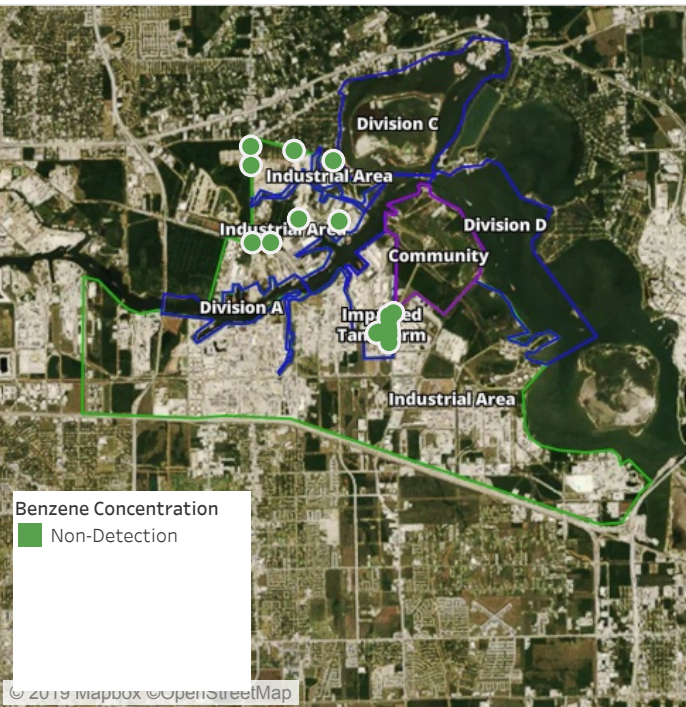 Division C
Industrial Area
Division D
Industrial Area
Community
Division A
Tank Farm
Industrial Area
Benzene Concentration
Non-Detection
© 2019 Mapbox ©OpenStreetMap